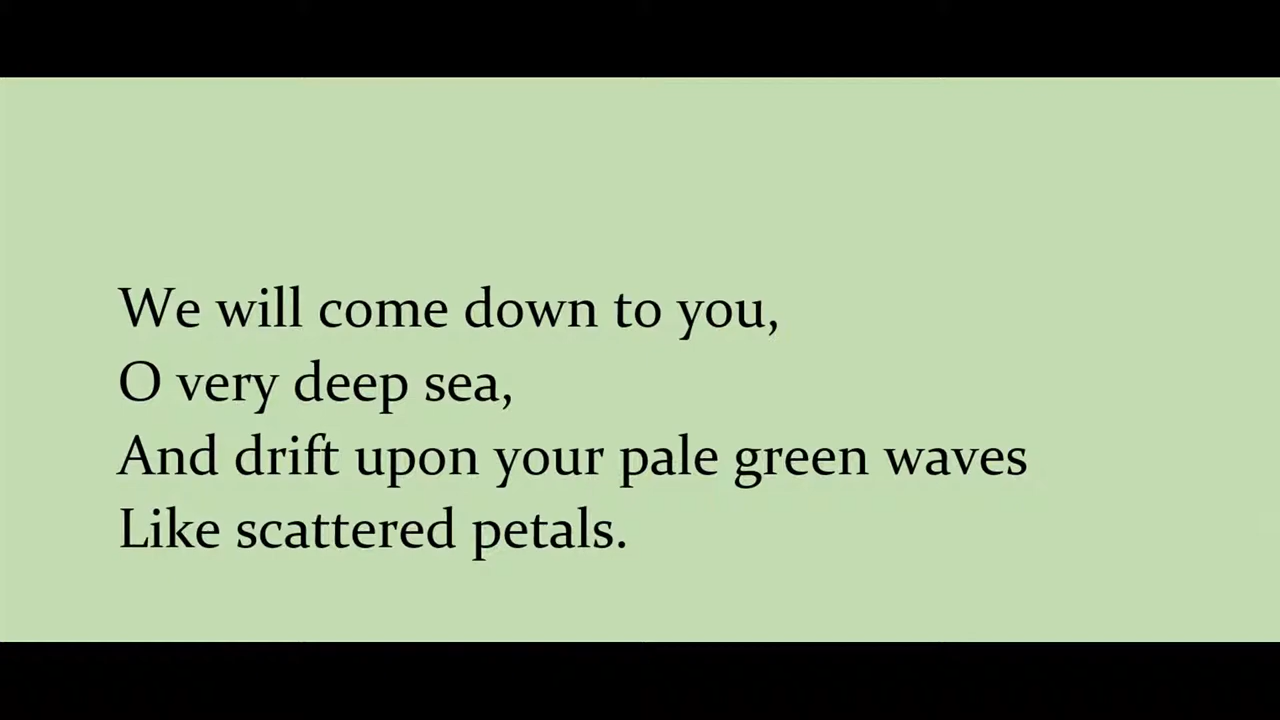 We will come down to you,
O very deep sea,
And drift upon your pale green waves
Like scattered petals.